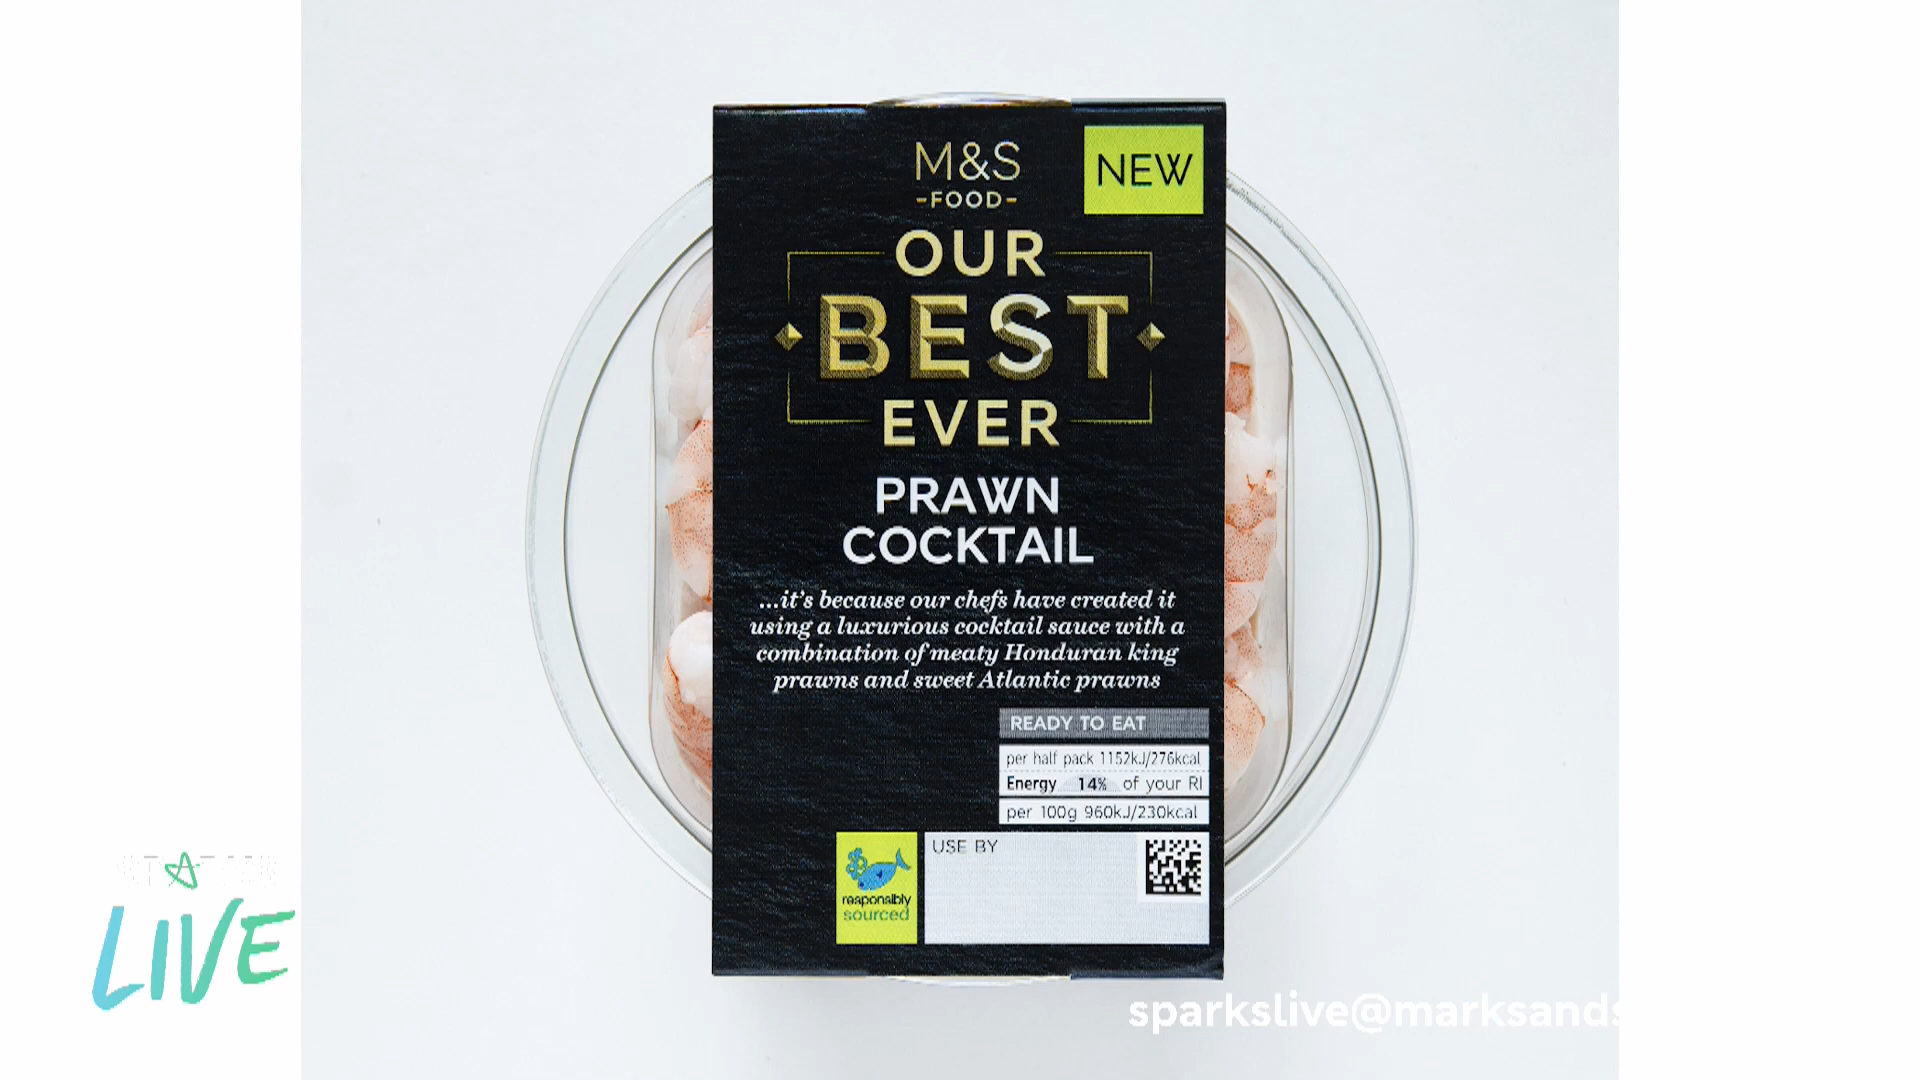 M&S
-FOOD-
NEW
OUR
BEST
EVER
PRAWN
COCKTAIL
...it's because our chefs have created it
using a luxurious cocktail sauce with a
combination of meaty Honduran king
prawns and sweet Atlantic prawns
READY TO EAT
per half pack 1152kJ/276kcal
Energy 14% of your RI
per 100g 960kJ/230kcal
responsibly
sourced
USE BY
LIVE
sparkslive@marksands